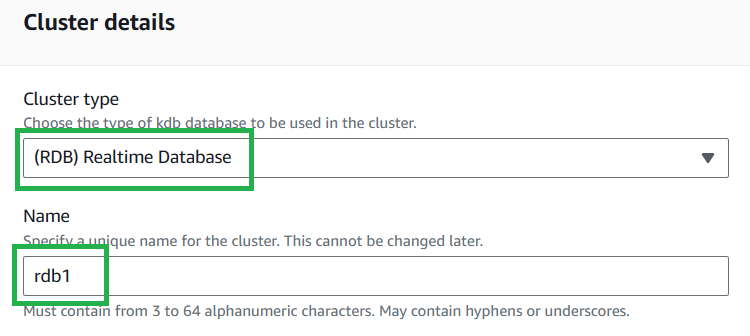 Cluster details
Cluster type
Choose the type of kdb database to be used in the cluster.
(RDB) Realtime Database
Name
Specify a unique name for the cluster. This cannot be changed later.
rdb1
Must contain from 3 to 64 alphanumeric characters. May contain hyphens or underscores.